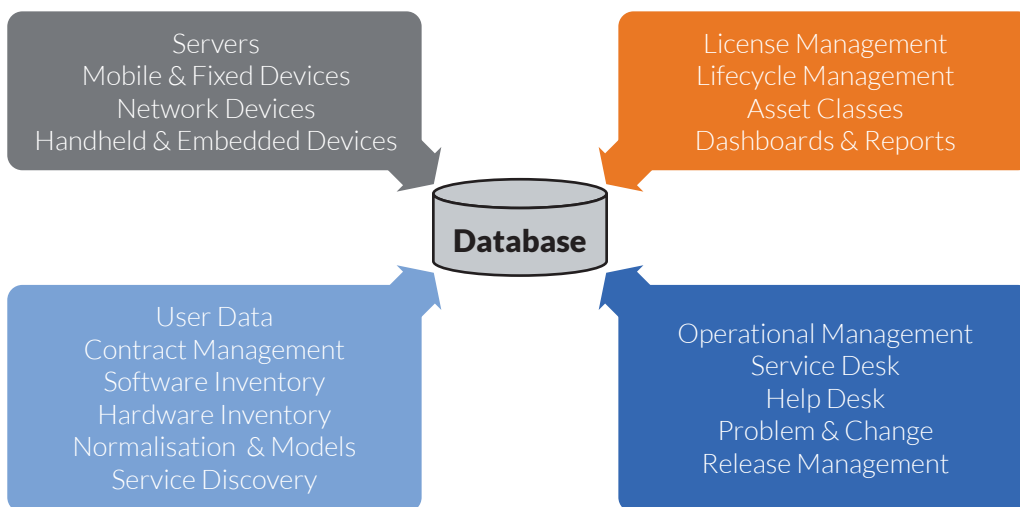 Servers
Mobile & Fixed Devices
Network Devices
Handheld & Embedded Devices
License Management
Lifecycle Management
Asset Classes
Dashboards & Reports
Database
User Data
Contract Management
Software Inventory
Hardware Inventory
Normalisation & Models
Service Discovery
Operational Management
Service Desk
Help Desk
Problem & Change
Release Management